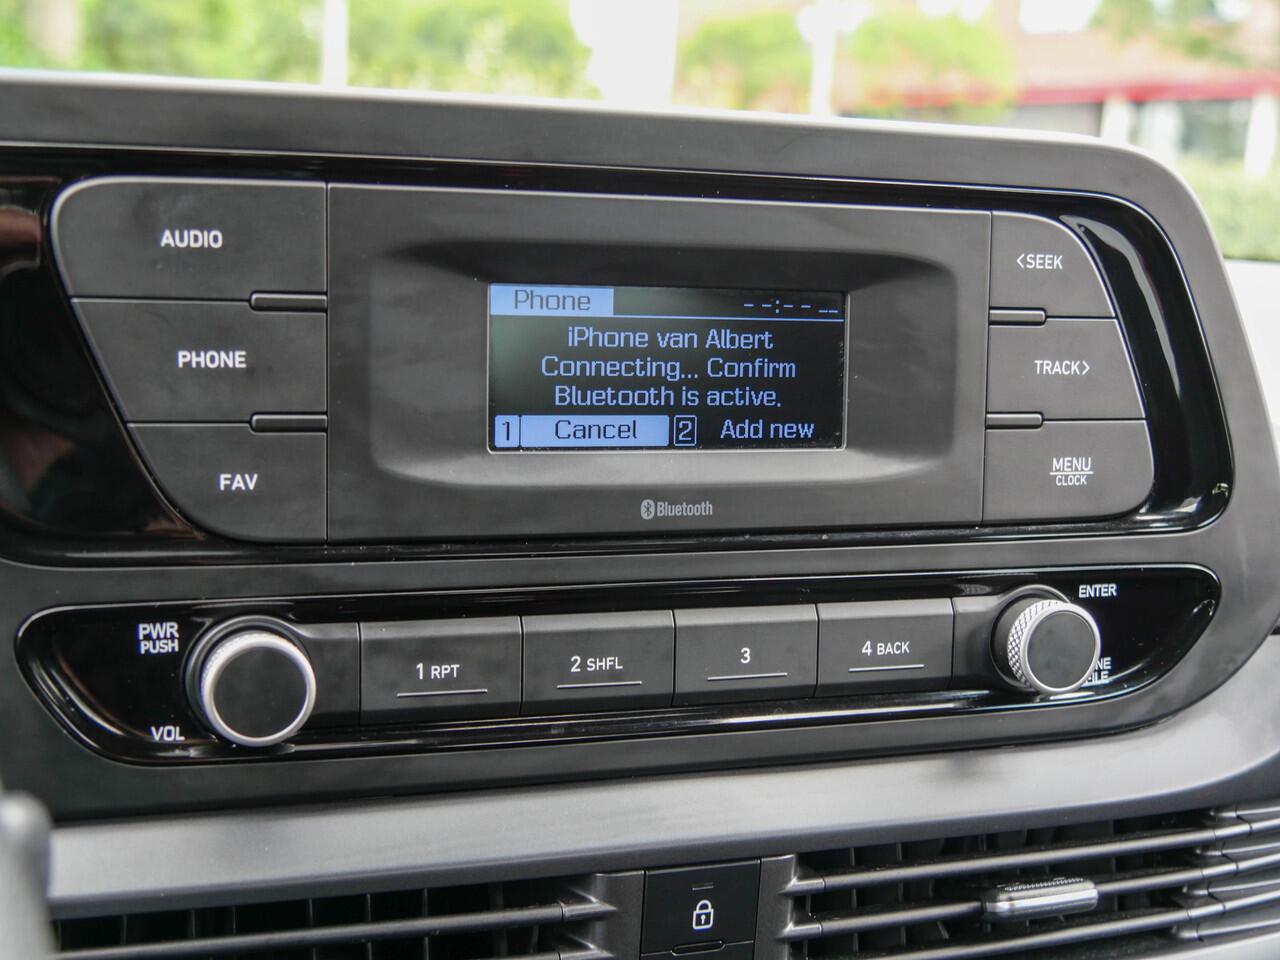 AUDIO
PHONE
FAV
Phone --:-- --
iPhone van Albert
Connecting... Confirm
Bluetooth is active.
1 Cancel 2 Add new
Bluetooth
<SEEK
TRACK>
MENU
CLOCK
PWR
PUSH
VOL
1 RPT
2 SHFL
3
4 BACK
ENTER